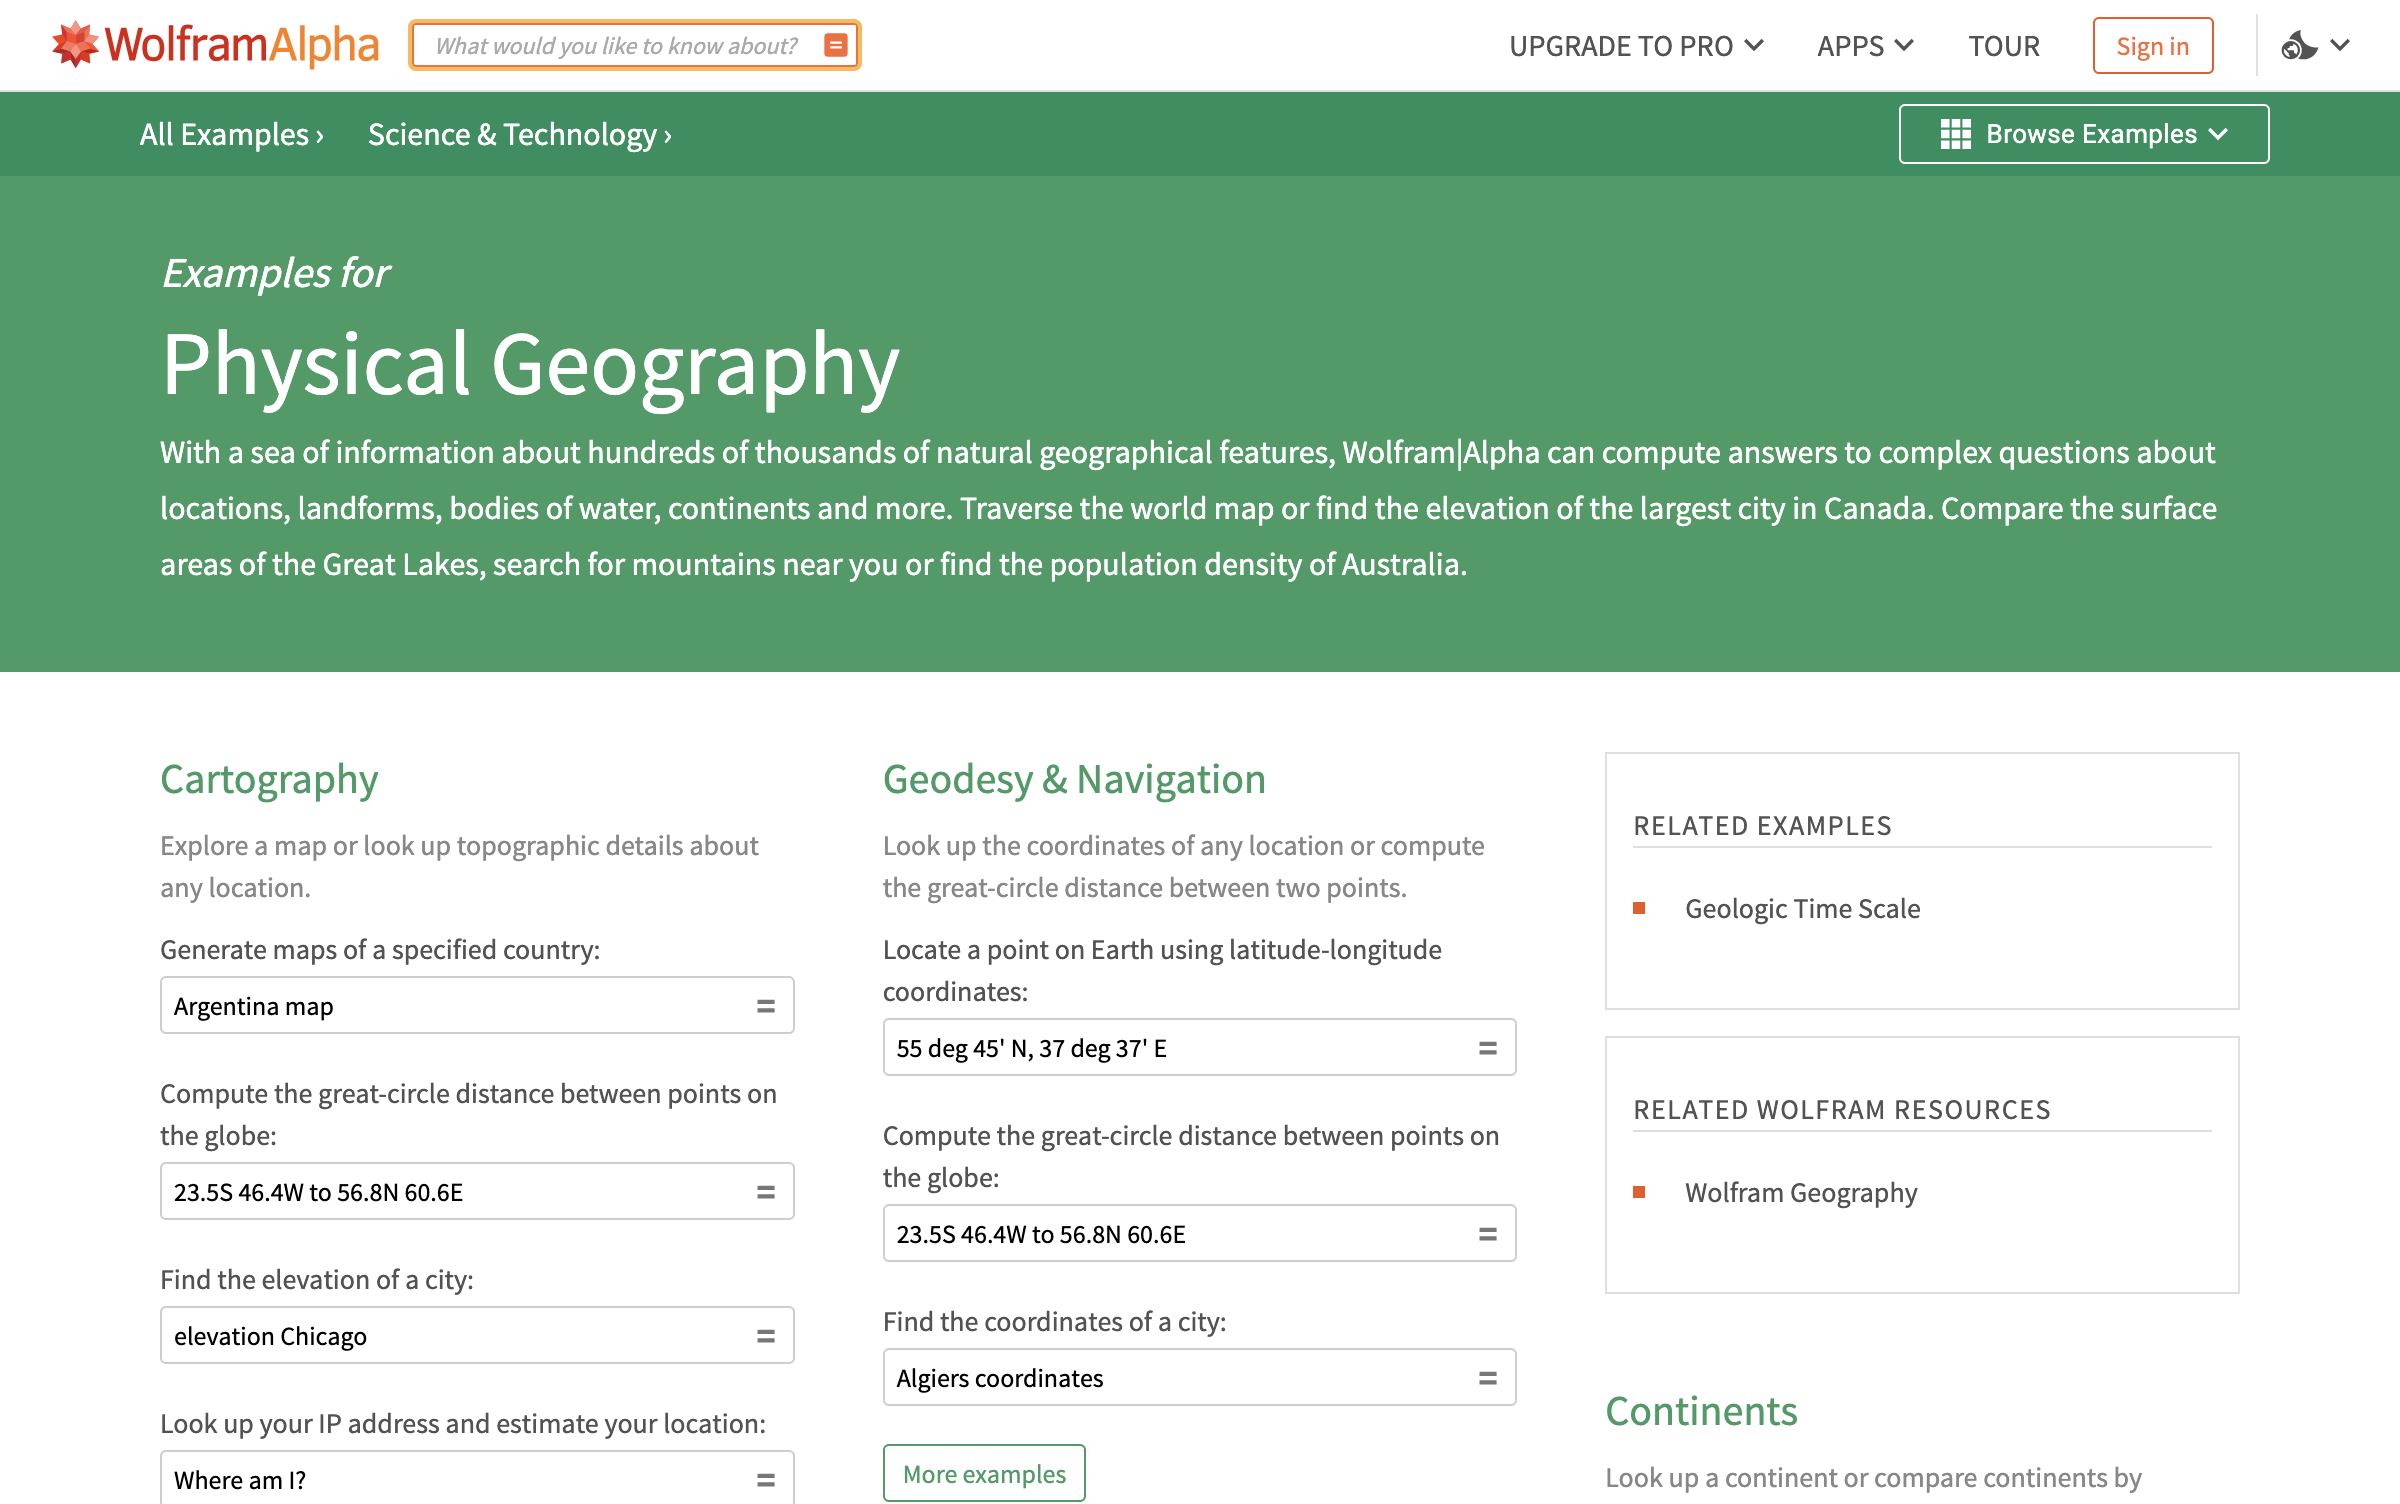 WolframAlpha
What would you like to know about?
UPGRADE TO PRO
APPS
TOUR
Sign in
All Examples ›
Science & Technology ›
Browse Examples
Examples for
Physical Geography
With a sea of information about hundreds of thousands of natural geographical features, Wolfram|Alpha can compute answers to complex questions about
locations, landforms, bodies of water, continents and more. Traverse the world map or find the elevation of the largest city in Canada. Compare the surface
areas of the Great Lakes, search for mountains near you or find the population density of Australia.
Cartography
Explore a map or look up topographic details about
any location.
Generate maps of a specified country:
Argentina map
=
Compute the great-circle distance between points on
the globe:
23.5S 46.4W to 56.8N 60.6E
=
Find the elevation of a city:
elevation Chicago
=
Look up your IP address and estimate your location:
Where am I?
=
Geodesy & Navigation
Look up the coordinates of any location or compute
the great-circle distance between two points.
Locate a point on Earth using latitude-longitude
coordinates:
55 deg 45' N, 37 deg 37' E
=
Compute the great-circle distance between points on
the globe:
23.5S 46.4W to 56.8N 60.6E
=
Find the coordinates of a city:
Algiers coordinates
=
More examples
RELATED EXAMPLES
Geologic Time Scale
RELATED WOLFRAM RESOURCES
Wolfram Geography
Continents
Look up a continent or compare continents by